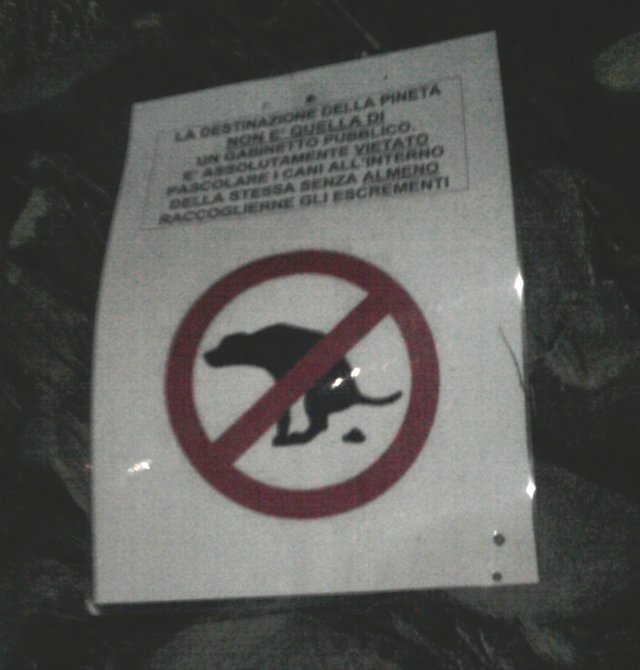 LA DESTINAZIONE DELLA PINETA
NON E' QUELLA DI
UN GABINETTO PUBBLICO.
E' ASSOLUTAMENTE VIETATO
PASCOLARE I CANI ALL'INTERNO
DELLA STESSA SENZA ALMENO
RACCOGLIERNE GLI ESCREMENTI